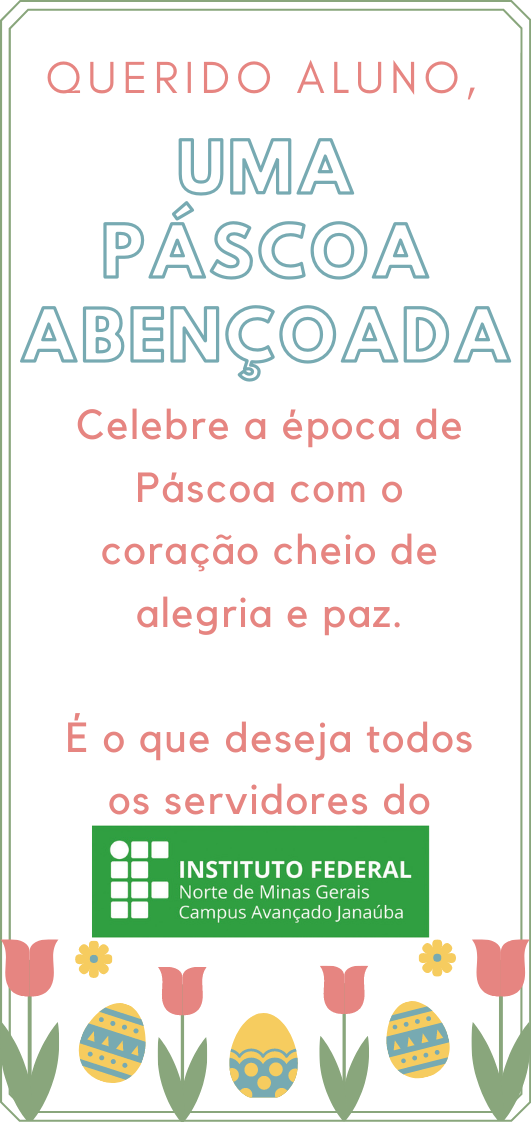 QUERIDO ALUNO,
UMA
PÁSCOA
ABENÇOADA
Celebre a época de
Páscoa com o
coração cheio de
alegria e paz.
É o que deseja todos
os servidores do
INSTITUTO FEDERAL
Norte de Minas Gerais
Campus Avançado Janaúba